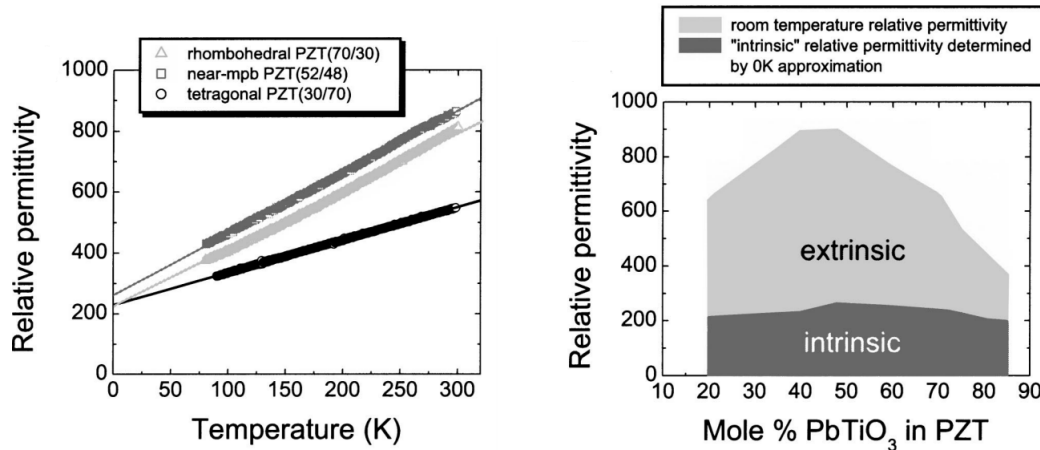 rhombohedral PZT(70/30)
near-mpb PZT(52/48)
tetragonal PZT(30/70)
Relative permittivity
1000
800
600
400
200
0
0 50 100 150 200 250 300
Temperature (K)
room temperature relative permittivity
"intrinsic" relative permittivity determined
by 0K approximation
Relative permittivity
1000
800
600
400
200
0
extrinsic
intrinsic
10 20 30 40 50 60 70 80 90
Mole % PbTiO₃ in PZT